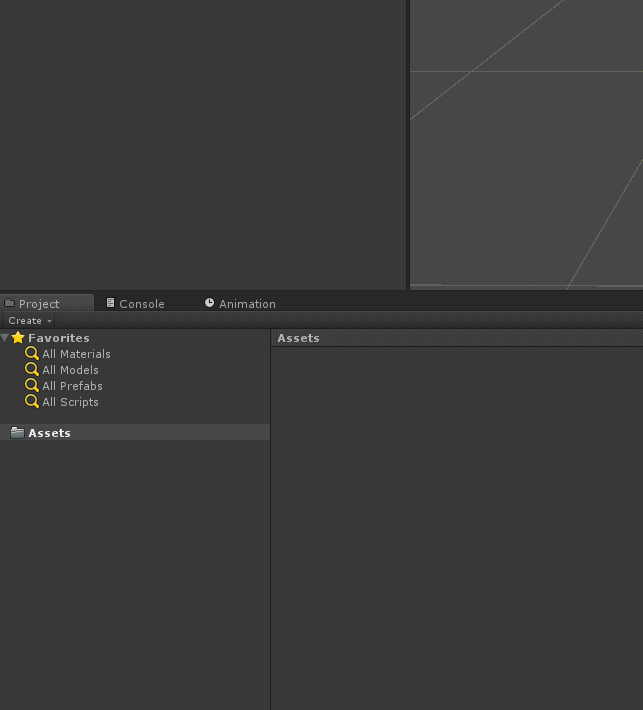 Project Console Animation
Create
Favorites Assets
All Materials
All Models
All Prefabs
All Scripts
Assets